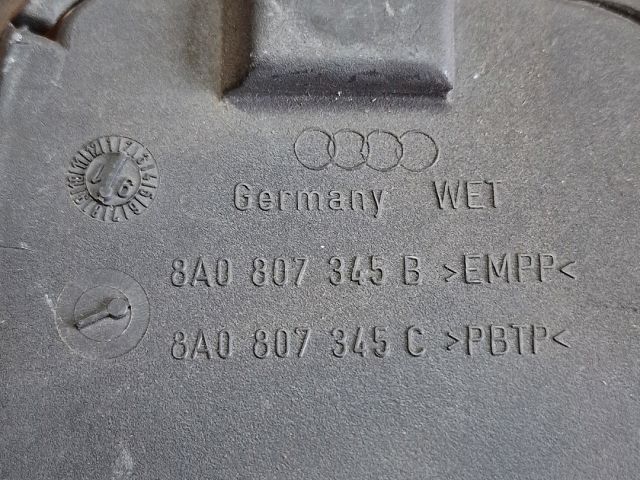 Germany WET
8A0 807 345 B >EMPP<
8A0 807 345 C >PBTP<